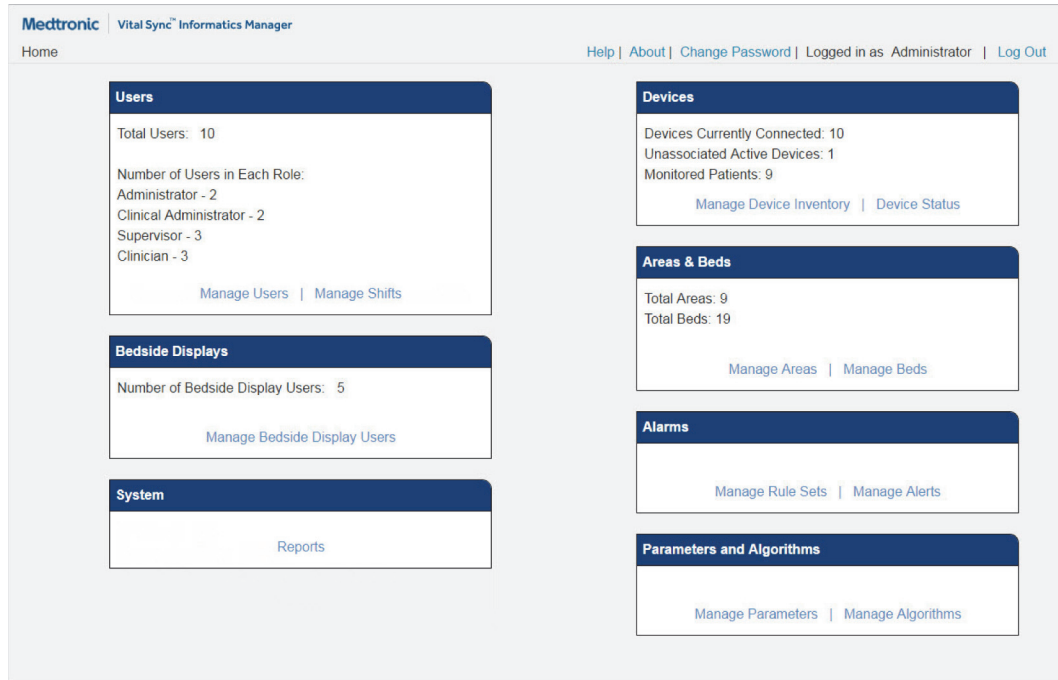 Medtronic Vital Sync™ Informatics Manager
Home
Help | About | Change Password | Logged in as Administrator | Log Out
Users
Total Users: 10
Number of Users in Each Role:
Administrator - 2
Clinical Administrator - 2
Supervisor - 3
Clinician - 3
Manage Users | Manage Shifts
Bedside Displays
Number of Bedside Display Users: 5
Manage Bedside Display Users
System
Reports
Devices
Devices Currently Connected: 10
Unassociated Active Devices: 1
Monitored Patients: 9
Manage Device Inventory | Device Status
Areas & Beds
Total Areas: 9
Total Beds: 19
Manage Areas | Manage Beds
Alarms
Manage Rule Sets | Manage Alerts
Parameters and Algorithms
Manage Parameters | Manage Algorithms